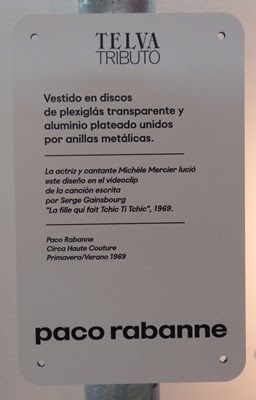 TELVA
TRIBUTO
Vestido en discos
de plexiglás transparente y
aluminio plateado unidos
por anillas metálicas.
La actriz y cantante Michèle Mercier lució
este diseño en el videoclip
de la canción escrita
por Serge Gainsbourg
"La fille qui fait Tchic Ti Tchic", 1969.
Paco Rabanne
Circa Haute Couture
Primavera/Verano 1969
paco rabanne